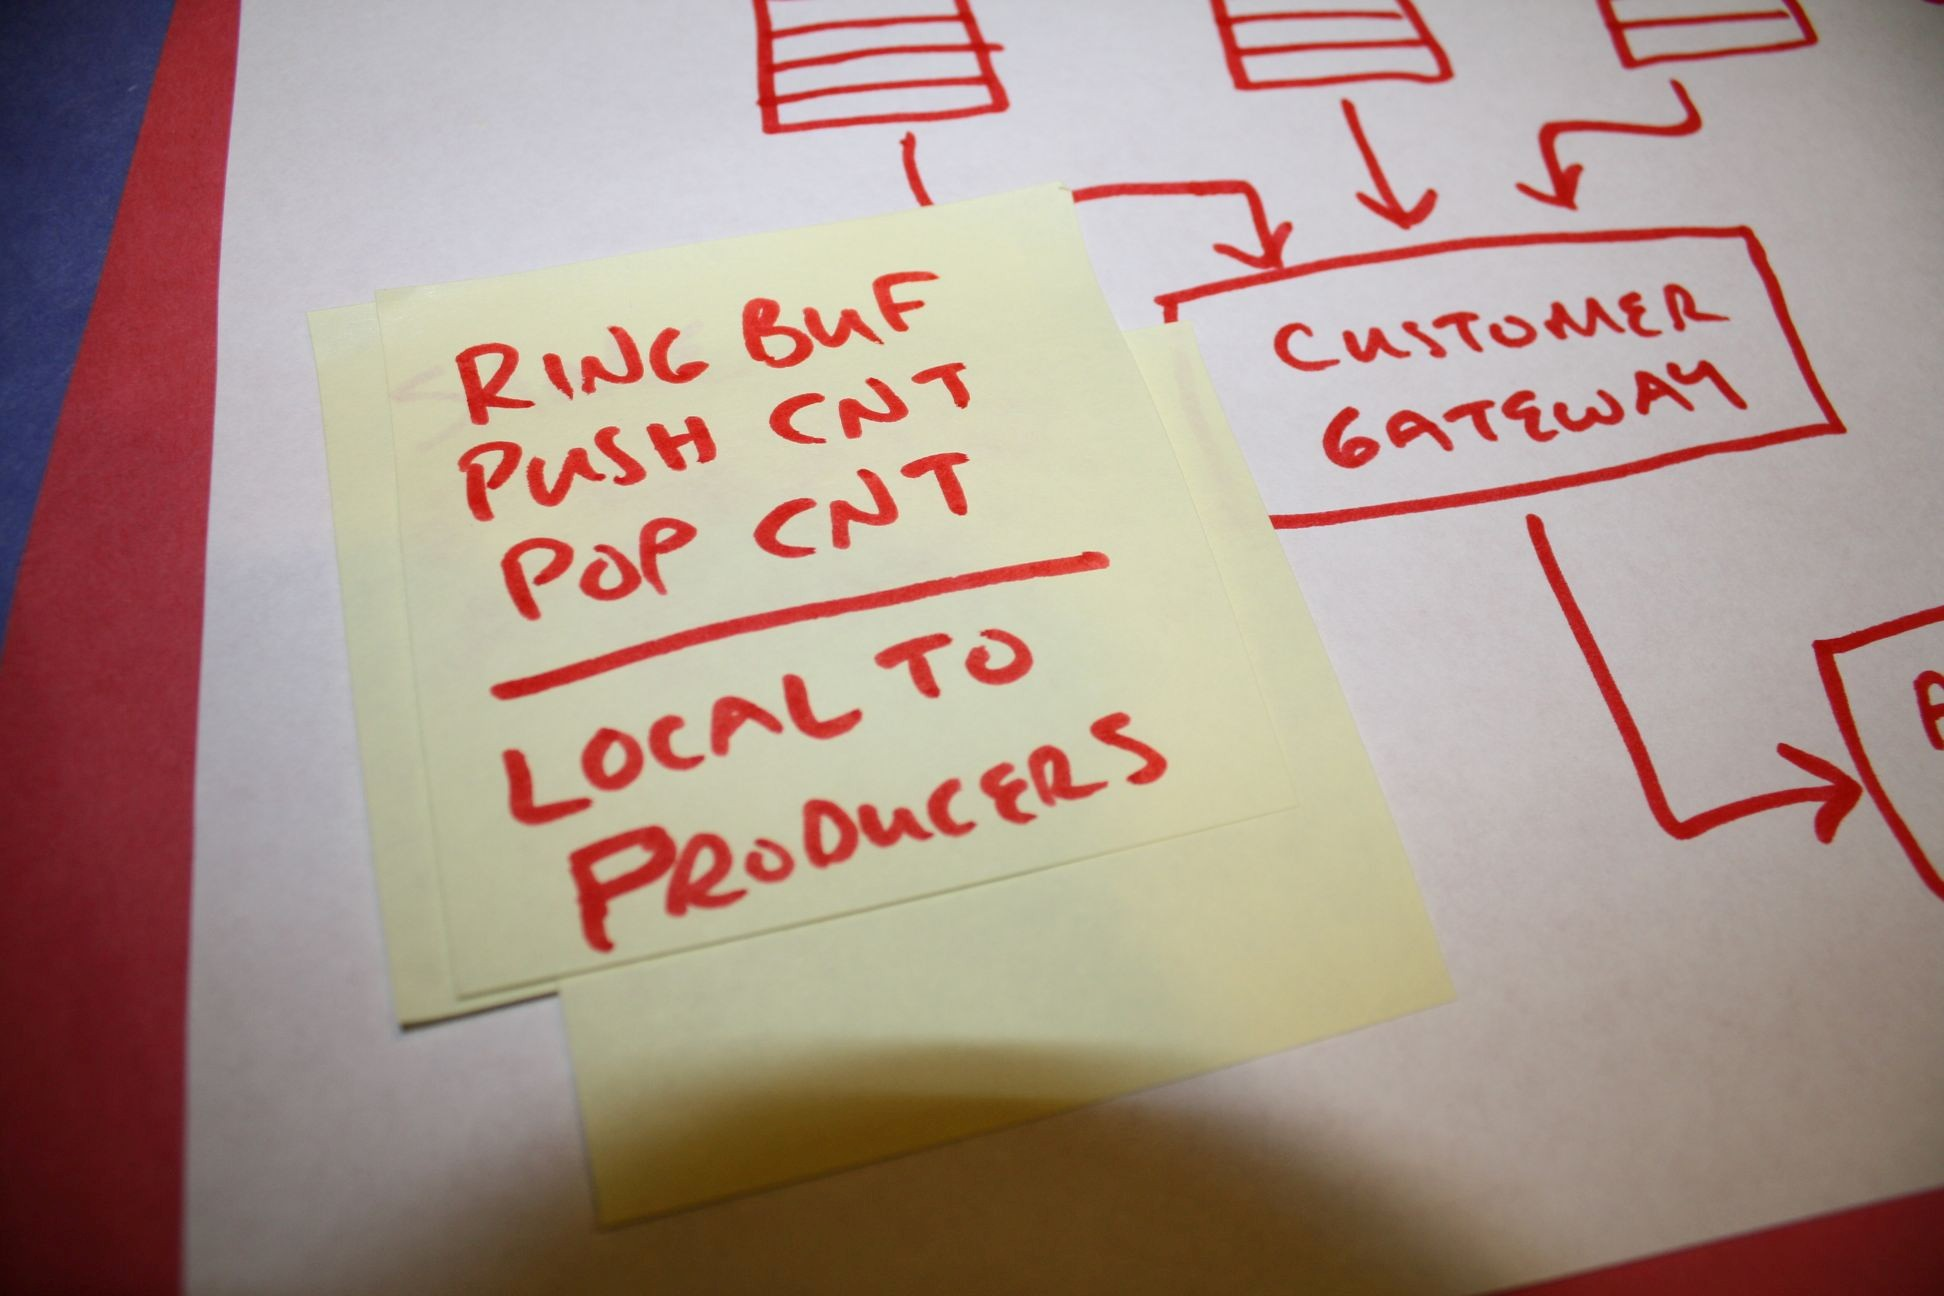 RING BUF
PUSH CNT
POP CNT
LOCAL TO
PRODUCERS
CUSTOMER
GATEWAY